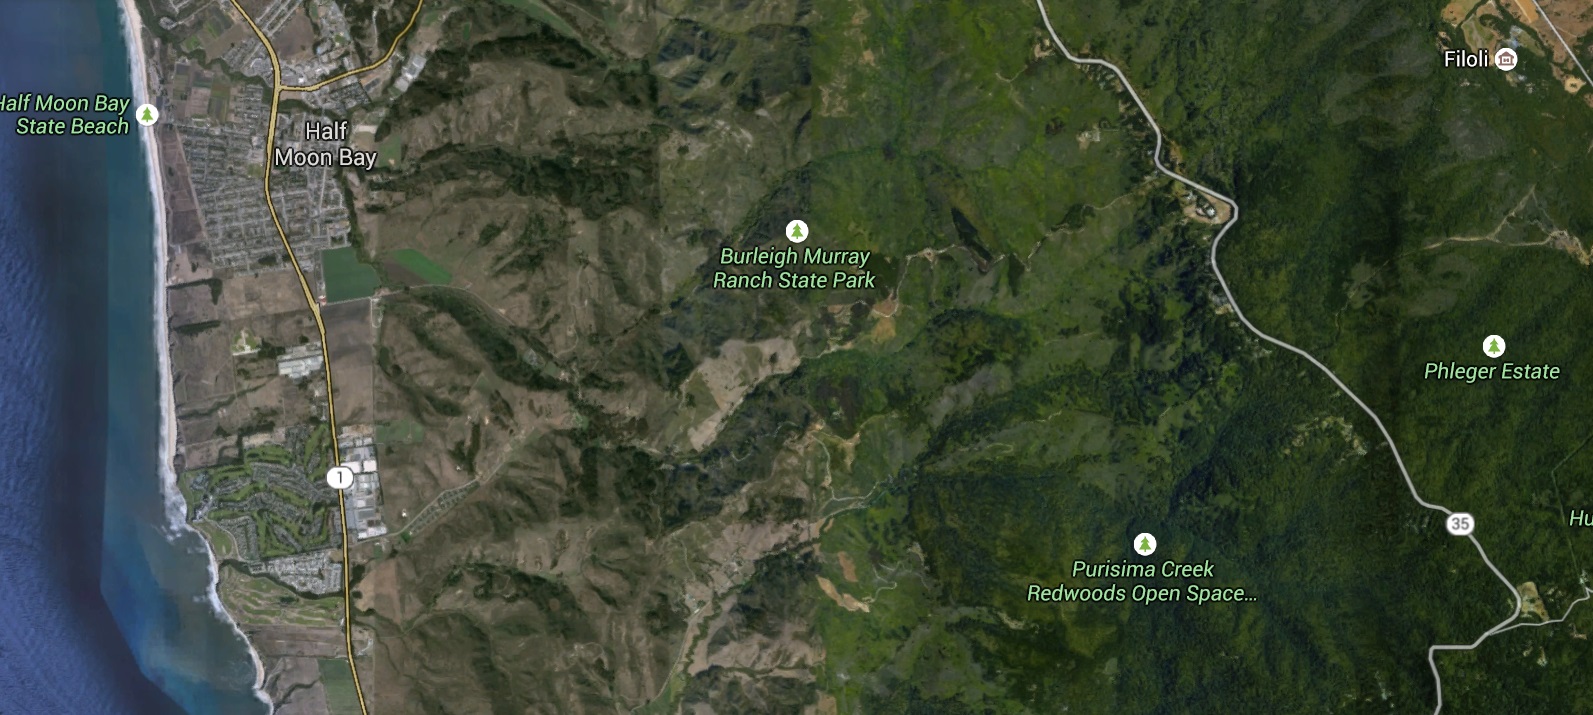 Filoli
Half Moon Bay
State Beach
Half
Moon Bay
Burleigh Murray
Ranch State Park
Phleger Estate
1
35
Purisima Creek
Redwoods Open Space...